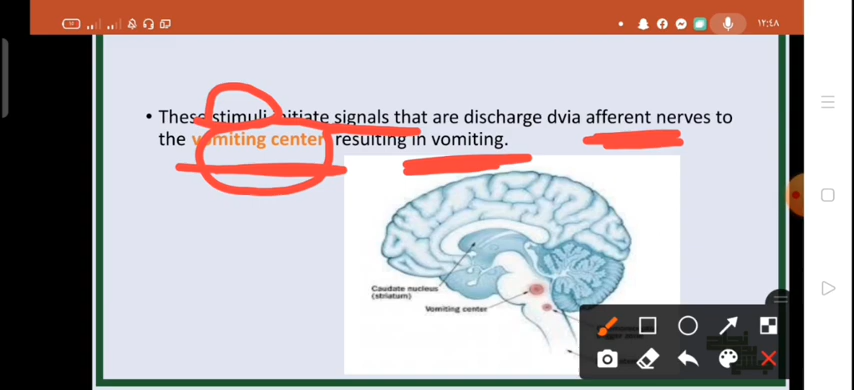 ١٢:٤٨
• These stimuli initiate signals that are discharge dvia afferent nerves to
the vomiting center resulting in vomiting.
Caudate nucleus
(striatum)
Vomiting center